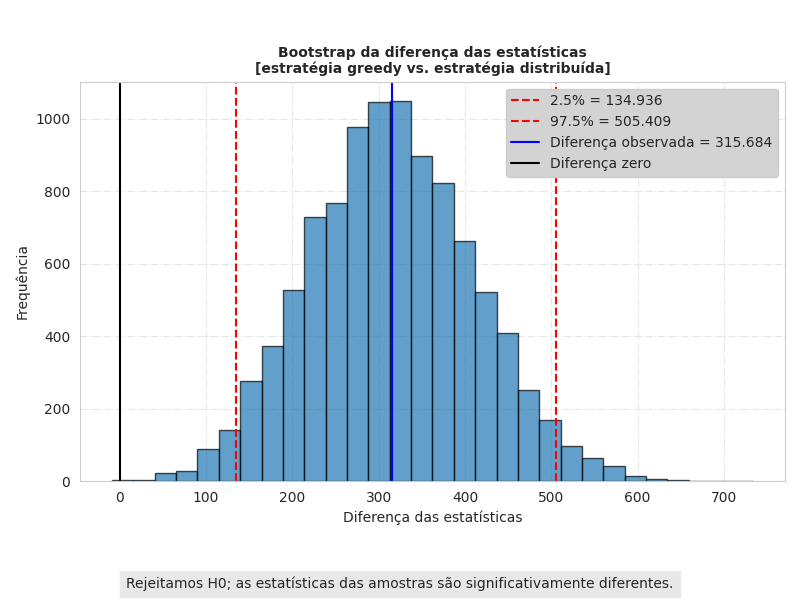 Bootstrap da diferença das estatísticas
[estratégia greedy vs. estratégia distribuída]
2.5% = 134.936
97.5% = 505.409
Diferença observada = 315.684
Diferença zero
Frequência
1000
800
600
400
200
0
0 100 200 300 400 500 600 700
Diferença das estatísticas
Rejeitamos H0; as estatísticas das amostras são significativamente diferentes.